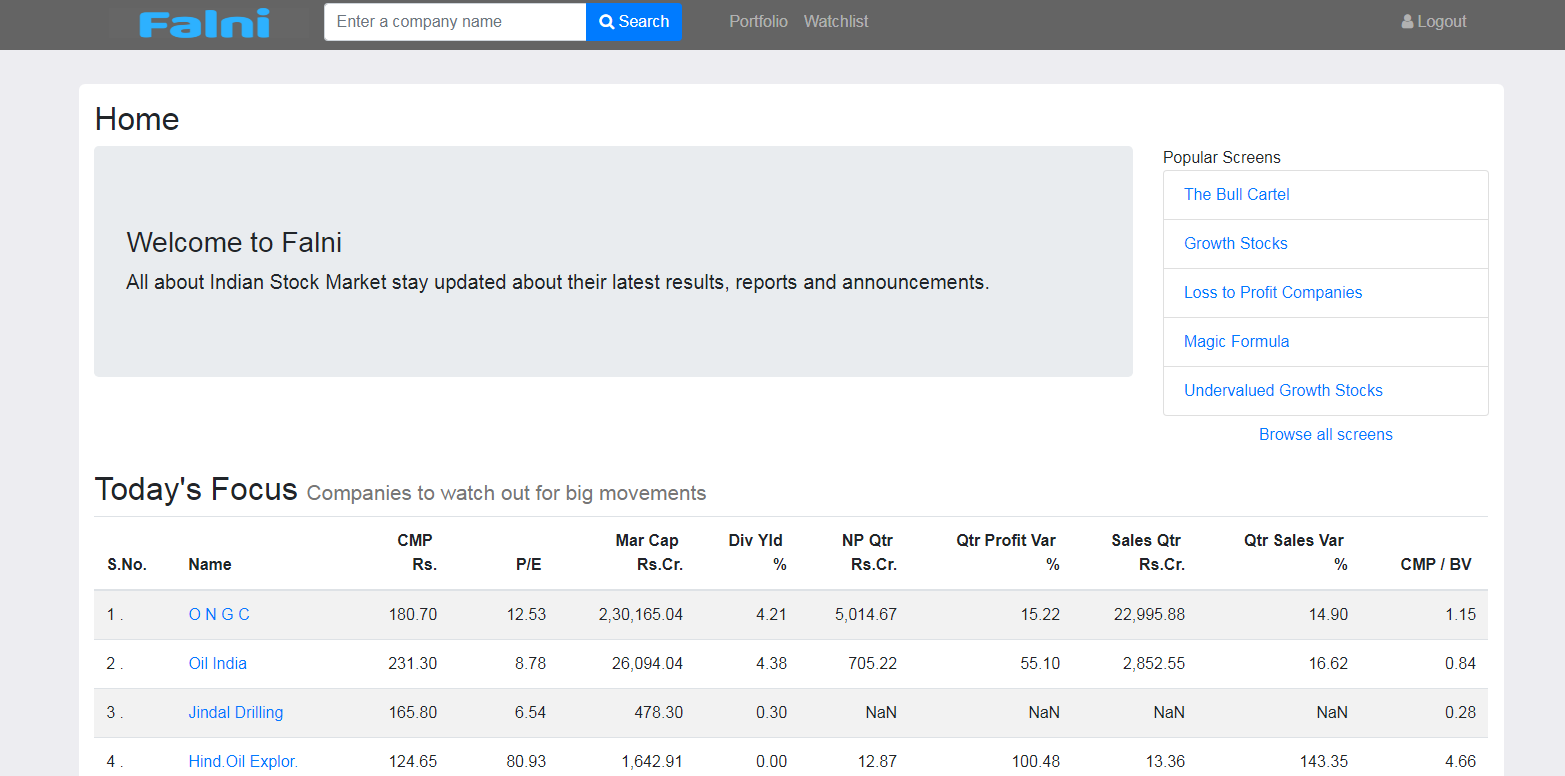 Falni Enter a company name Search Portfolio Watchlist Logout
Home
Welcome to Falni
All about Indian Stock Market stay updated about their latest results, reports and announcements.
Popular Screens
The Bull Cartel
Growth Stocks
Loss to Profit Companies
Magic Formula
Undervalued Growth Stocks
Browse all screens
Today's Focus Companies to watch out for big movements
CMP Mar Cap Div Yld NP Qtr Qtr Profit Var Sales Qtr Qtr Sales Var
S.No. Name Rs. P/E Rs.Cr. % Rs.Cr. % Rs.Cr. % CMP / BV
1 . O N G C 180.70 12.53 2,30,165.04 4.21 5,014.67 15.22 22,995.88 14.90 1.15
2 . Oil India 231.30 8.78 26,094.04 4.38 705.22 55.10 2,852.55 16.62 0.84
3 . Jindal Drilling 165.80 6.54 478.30 0.30 NaN NaN NaN NaN 0.28
4 . Hind.Oil Explor. 124.65 80.93 1,642.91 0.00 12.87 100.48 13.36 143.35 4.66